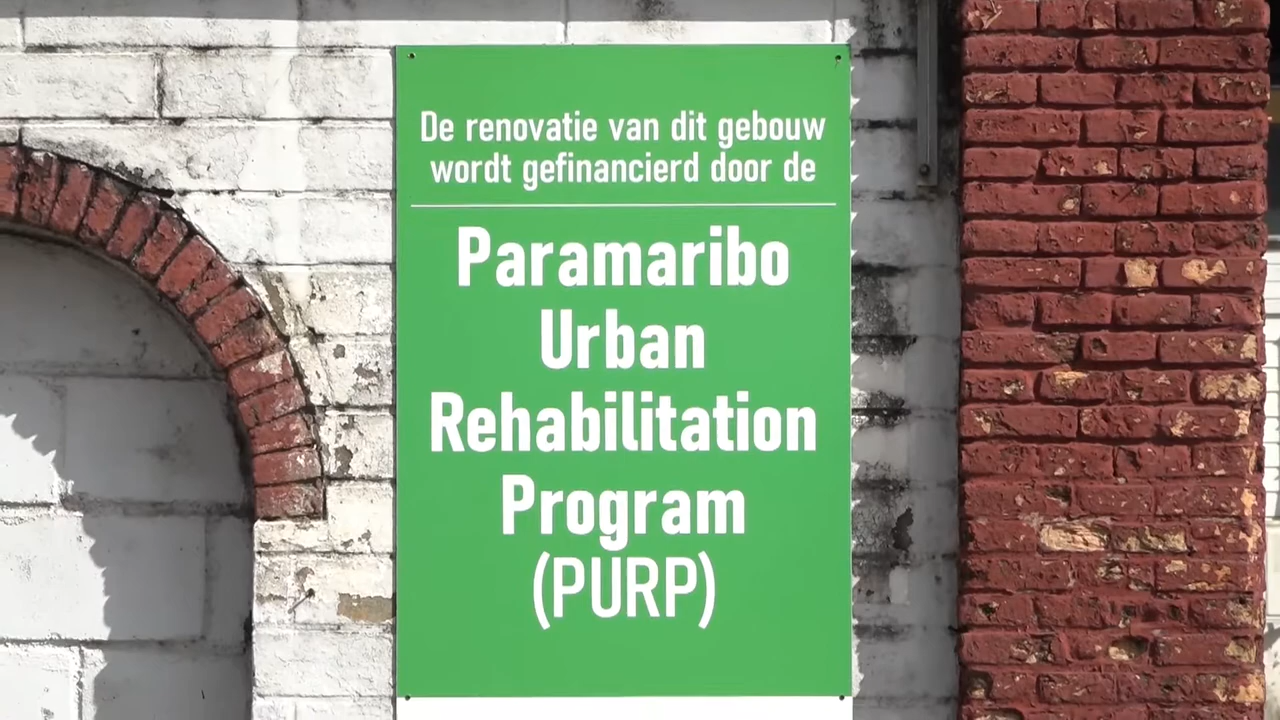 De renovatie van dit gebouw
wordt gefinancierd door de
Paramaribo
Urban
Rehabilitation
Program
(PURP)